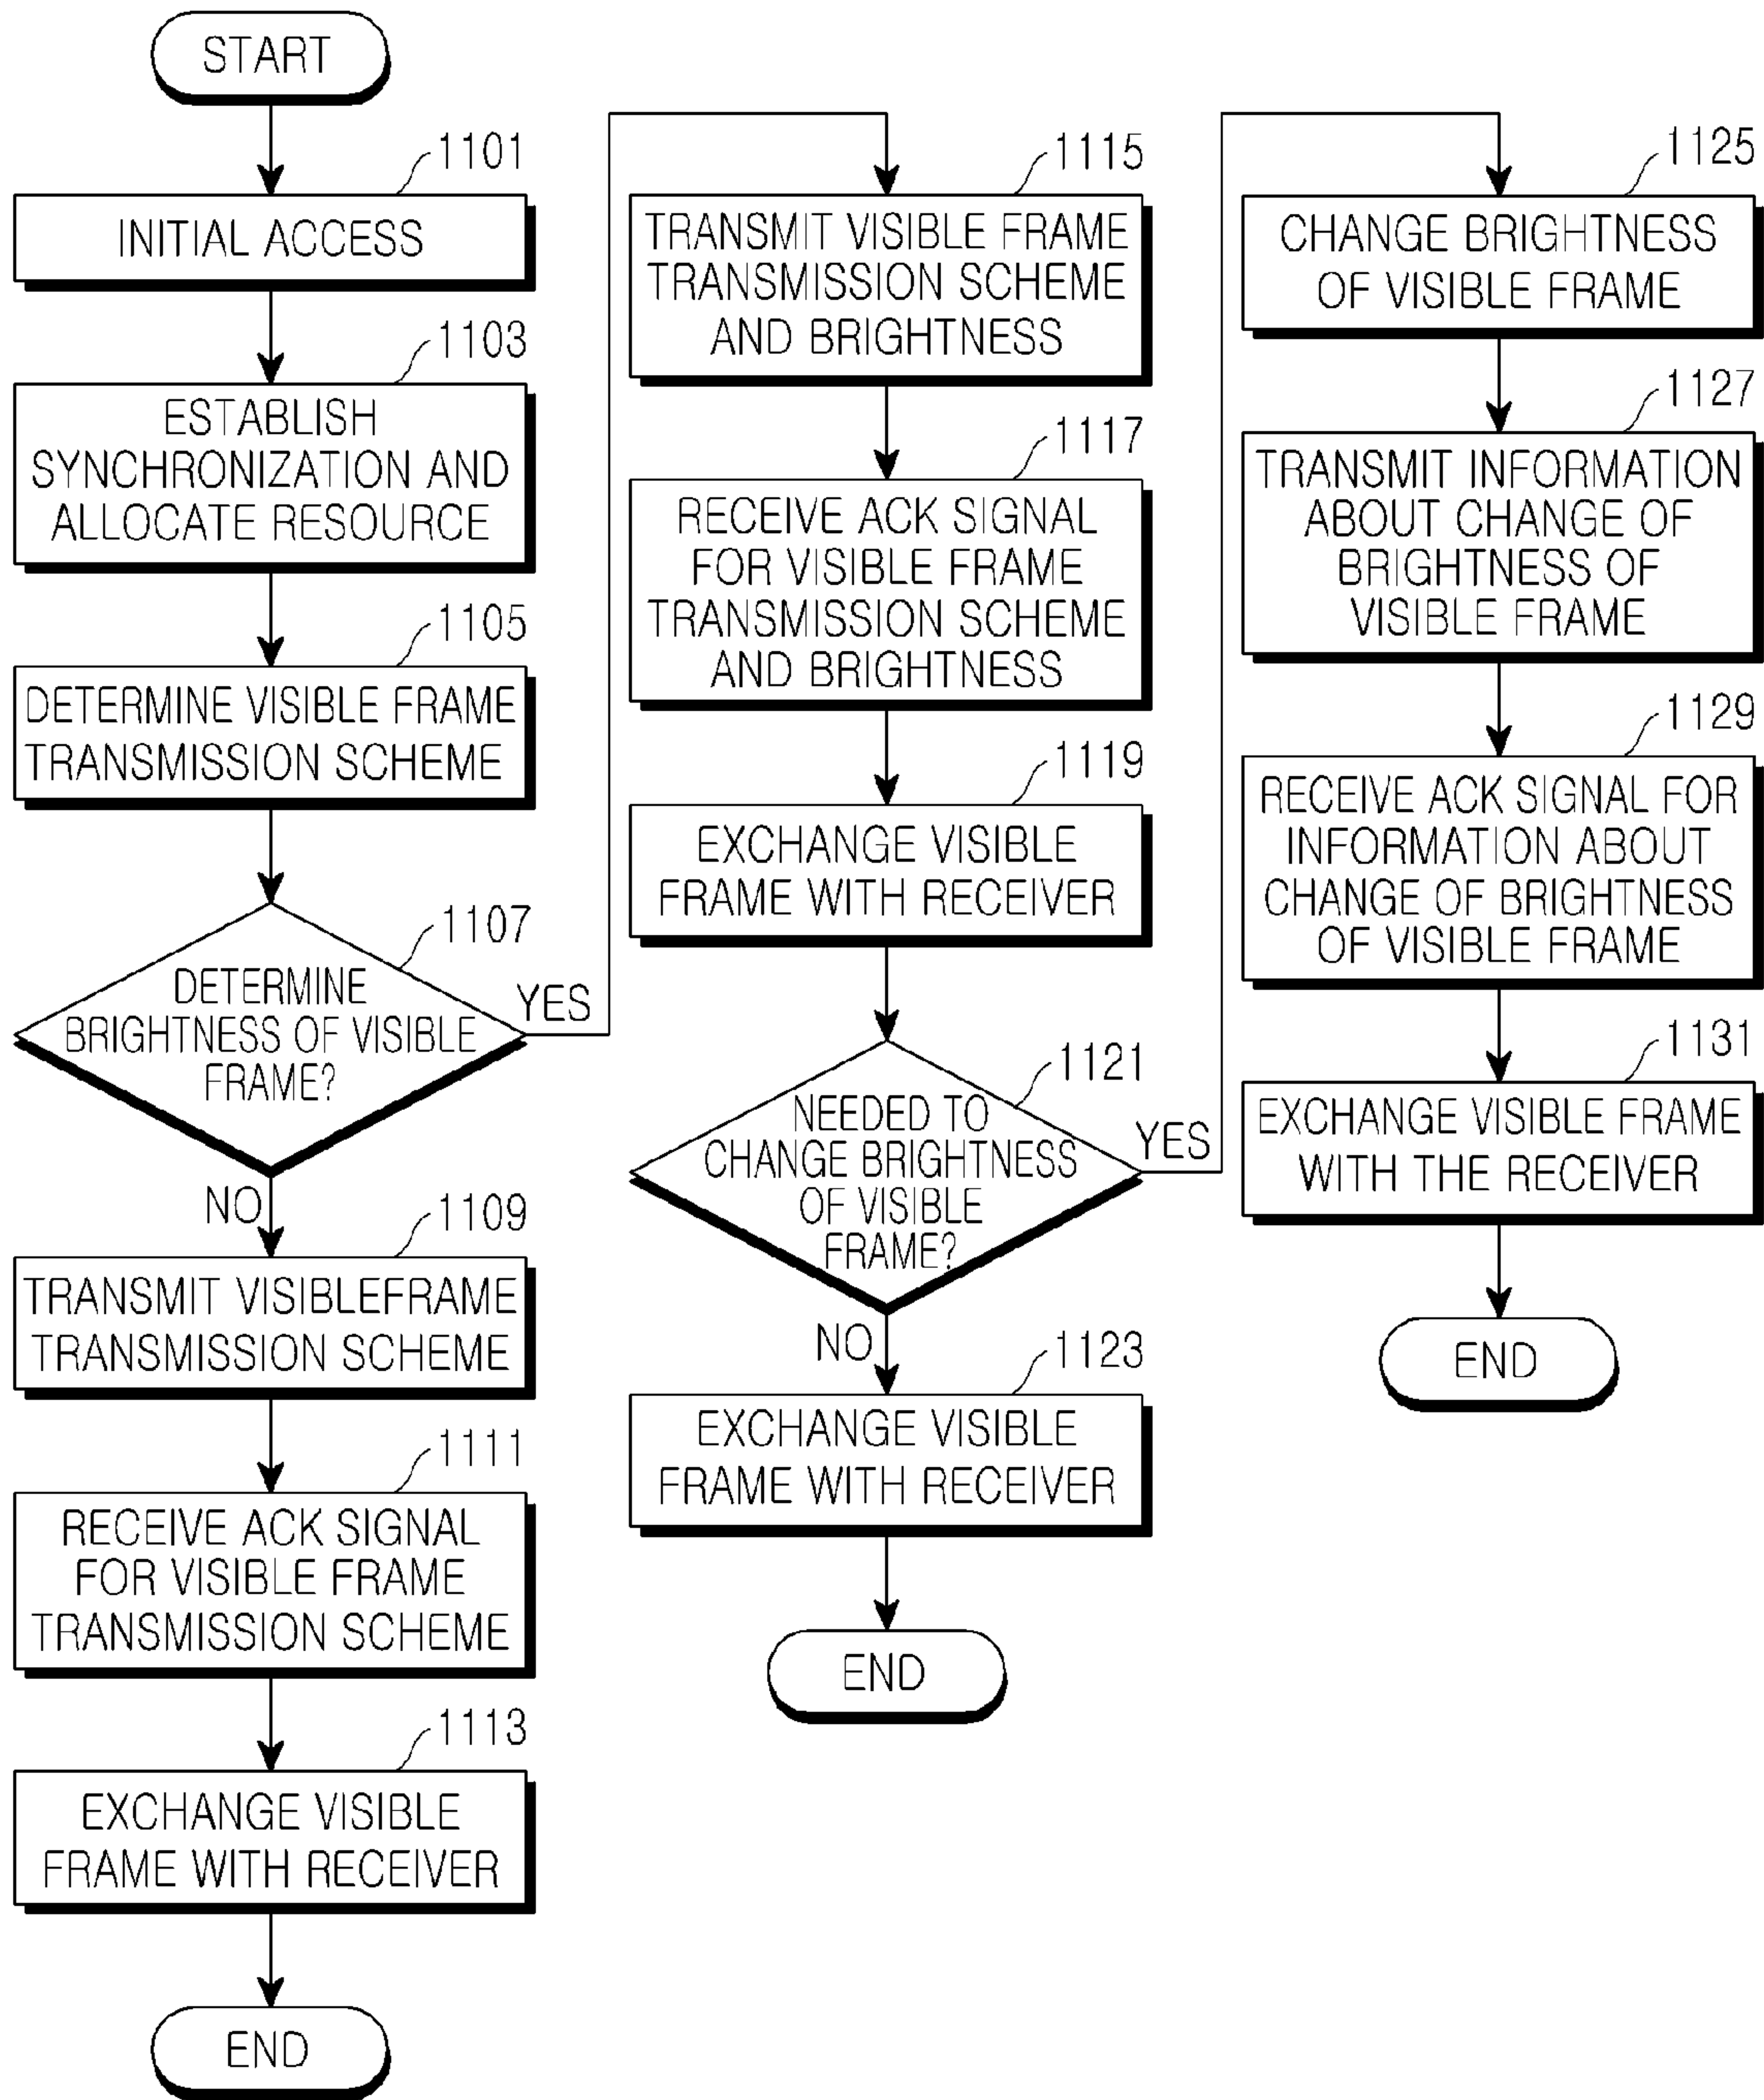 START
1101
INITIAL ACCESS
1103
ESTABLISH
SYNCHRONIZATION AND
ALLOCATE RESOURCE
1105
DETERMINE VISIBLE FRAME
TRANSMISSION SCHEME
1107
DETERMINE
BRIGHTNESS OF VISIBLE
FRAME?
YES
NO
1109
TRANSMIT VISIBLEFRAME
TRANSMISSION SCHEME
1111
RECEIVE ACK SIGNAL
FOR VISIBLE FRAME
TRANSMISSION SCHEME
1113
EXCHANGE VISIBLE
FRAME WITH RECEIVER
END
1115
TRANSMIT VISIBLE FRAME
TRANSMISSION SCHEME
AND BRIGHTNESS
1117
RECEIVE ACK SIGNAL
FOR VISIBLE FRAME
TRANSMISSION SCHEME
AND BRIGHTNESS
1119
EXCHANGE VISIBLE
FRAME WITH RECEIVER
1121
NEEDED TO
CHANGE BRIGHTNESS
OF VISIBLE
FRAME?
YES
NO
1123
EXCHANGE VISIBLE
FRAME WITH RECEIVER
END
1125
CHANGE BRIGHTNESS
OF VISIBLE FRAME
1127
TRANSMIT INFORMATION
ABOUT CHANGE OF
BRIGHTNESS OF
VISIBLE FRAME
1129
RECEIVE ACK SIGNAL FOR
INFORMATION ABOUT
CHANGE OF BRIGHTNESS
OF VISIBLE FRAME
1131
EXCHANGE VISIBLE FRAME
WITH THE RECEIVER
END